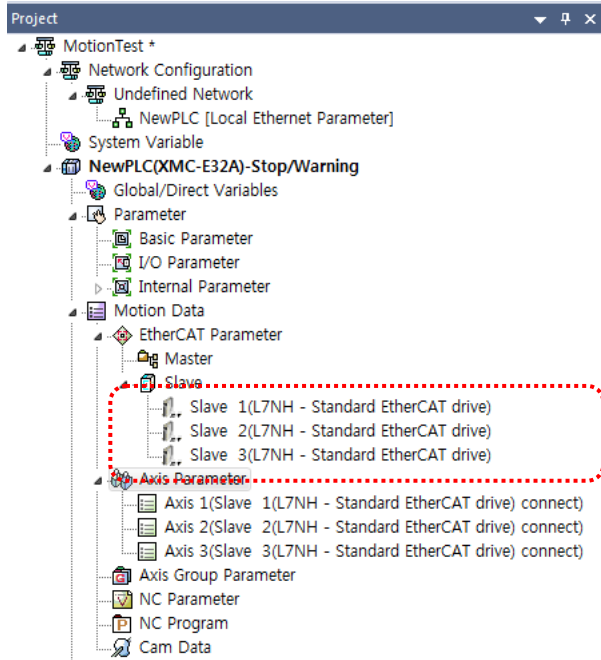 Project
MotionTest *
Network Configuration
Undefined Network
NewPLC [Local Ethernet Parameter]
System Variable
NewPLC(XMC-E32A)-Stop/Warning
Global/Direct Variables
Parameter
Basic Parameter
I/O Parameter
Internal Parameter
Motion Data
EtherCAT Parameter
Master
Slave
Slave 1(L7NH - Standard EtherCAT drive)
Slave 2(L7NH - Standard EtherCAT drive)
Slave 3(L7NH - Standard EtherCAT drive)
Axis Parameter
Axis 1(Slave 1(L7NH - Standard EtherCAT drive) connect)
Axis 2(Slave 2(L7NH - Standard EtherCAT drive) connect)
Axis 3(Slave 3(L7NH - Standard EtherCAT drive) connect)
Axis Group Parameter
NC Parameter
NC Program
Cam Data